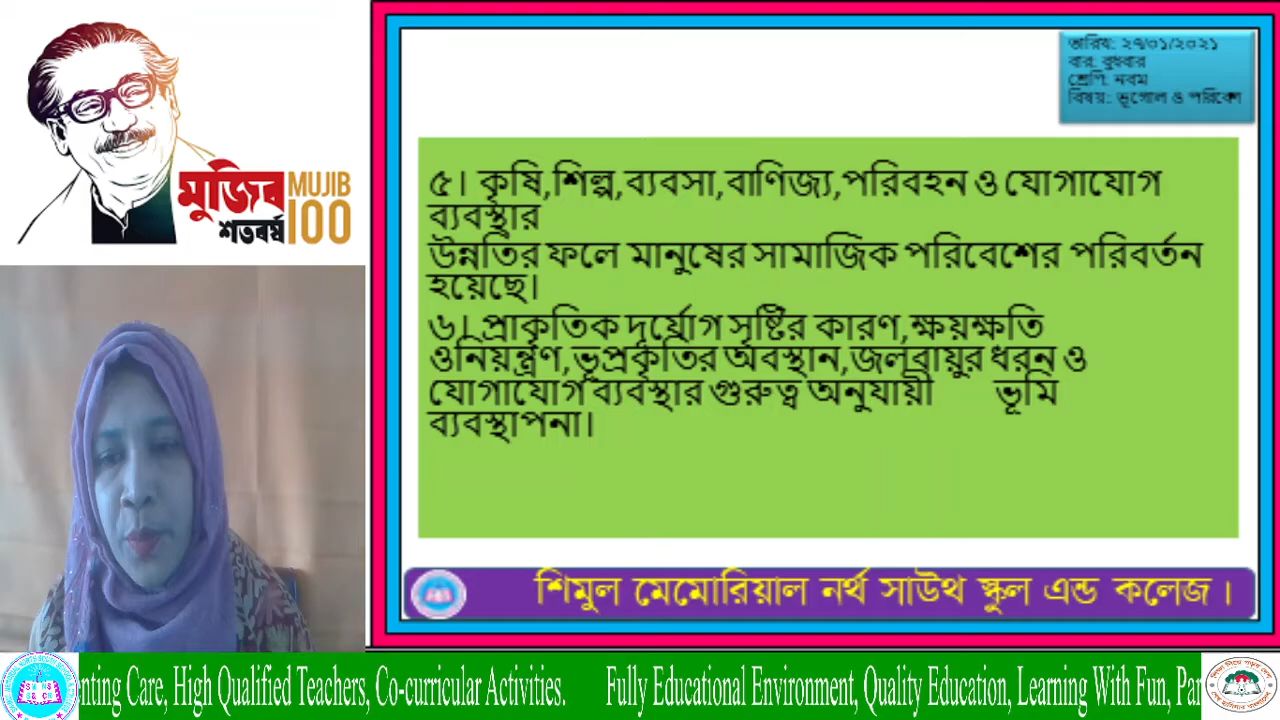 মুজিব
শতবর্ষ
MUJIB
100
তারিখ: ২৭/০১/২০২১
বার: বুধবার
শ্রেণি: নবম
বিষয়: ভূগোল ও পরিবেশ
৫। কৃষি,শিল্প,ব্যবসা,বাণিজ্য,পরিবহন ও যোগাযোগ
ব্যবস্থার
উন্নতির ফলে মানুষের সামাজিক পরিবেশের পরিবর্তন
হয়েছে।
৬। প্রাকৃতিক দূর্যোগ সৃষ্টির কারণ,ক্ষয়ক্ষতি
ওনিয়ন্ত্রণ,ভূপ্রকৃতির অবস্থান,জলবায়ুর ধরন ও
যোগাযোগ ব্যবস্থার গুরুত্ব অনুযায়ী ভূমি
ব্যবস্থাপনা।
শিমুল মেমোরিয়াল নর্থ সাউথ স্কুল এন্ড কলেজ।
nting Care, High Qualified Teachers, Co-curricular Activities. Fully Educational Environment, Quality Education, Learning With Fun, Par